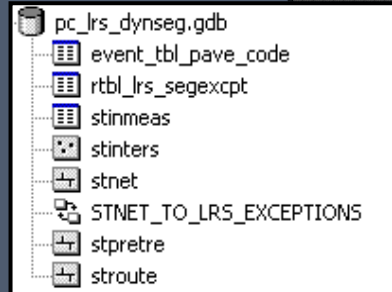 pc_lrs_dynseg.gdb
event_tbl_pave_code
rtbl_lrs_segexcpt
stinmeas
stinters
stnet
STNET_TO_LRS_EXCEPTIONS
stpretre
stroute